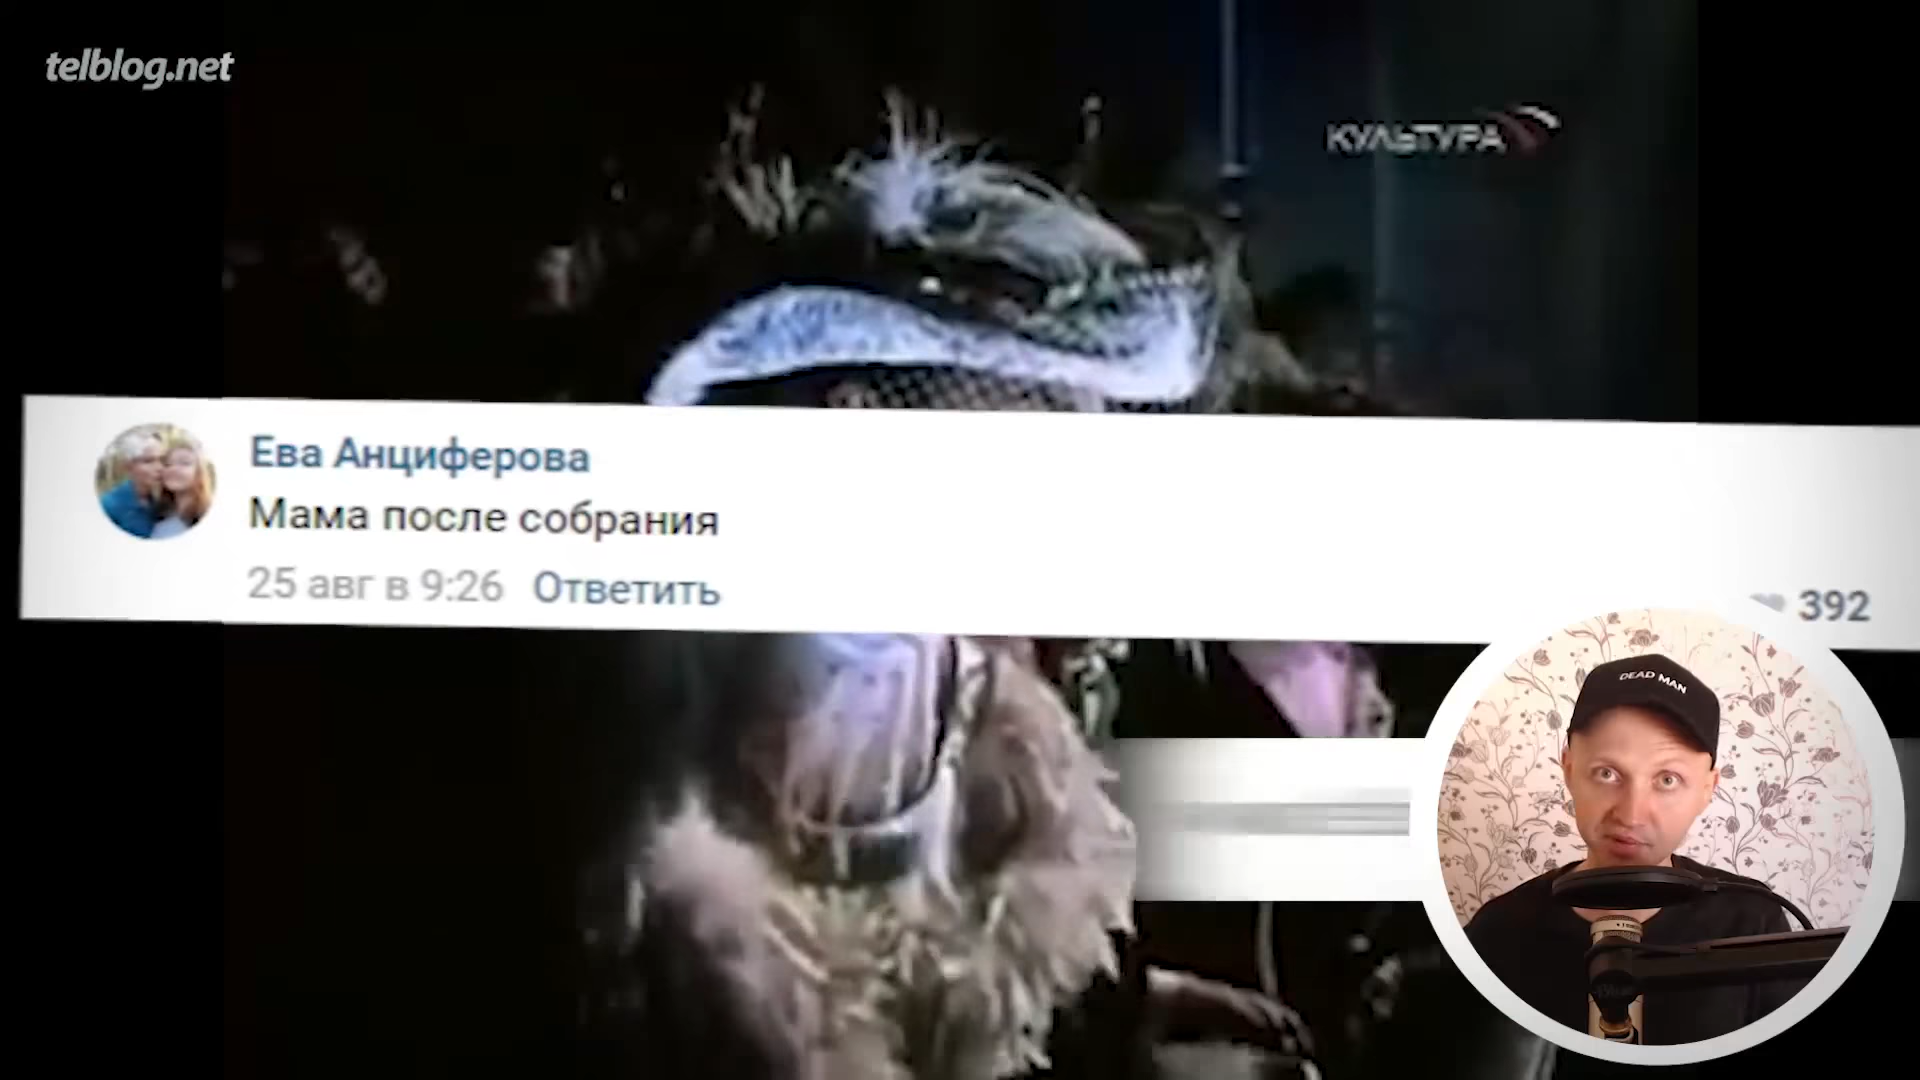 telblog.net
КУЛЬТУРА
Ева Анциферова
Мама после собрания
25 авг в 9:26 Ответить
392
DEAD MAN